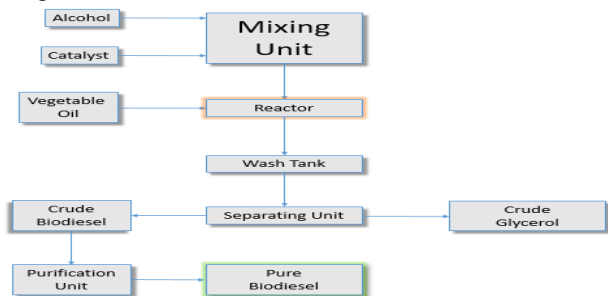 Alcohol
Mixing
Unit
Catalyst
Vegetable
Oil
Reactor
Wash Tank
Crude
Biodiesel
Separating Unit
Crude
Glycerol
Purification
Unit
Pure
Biodiesel